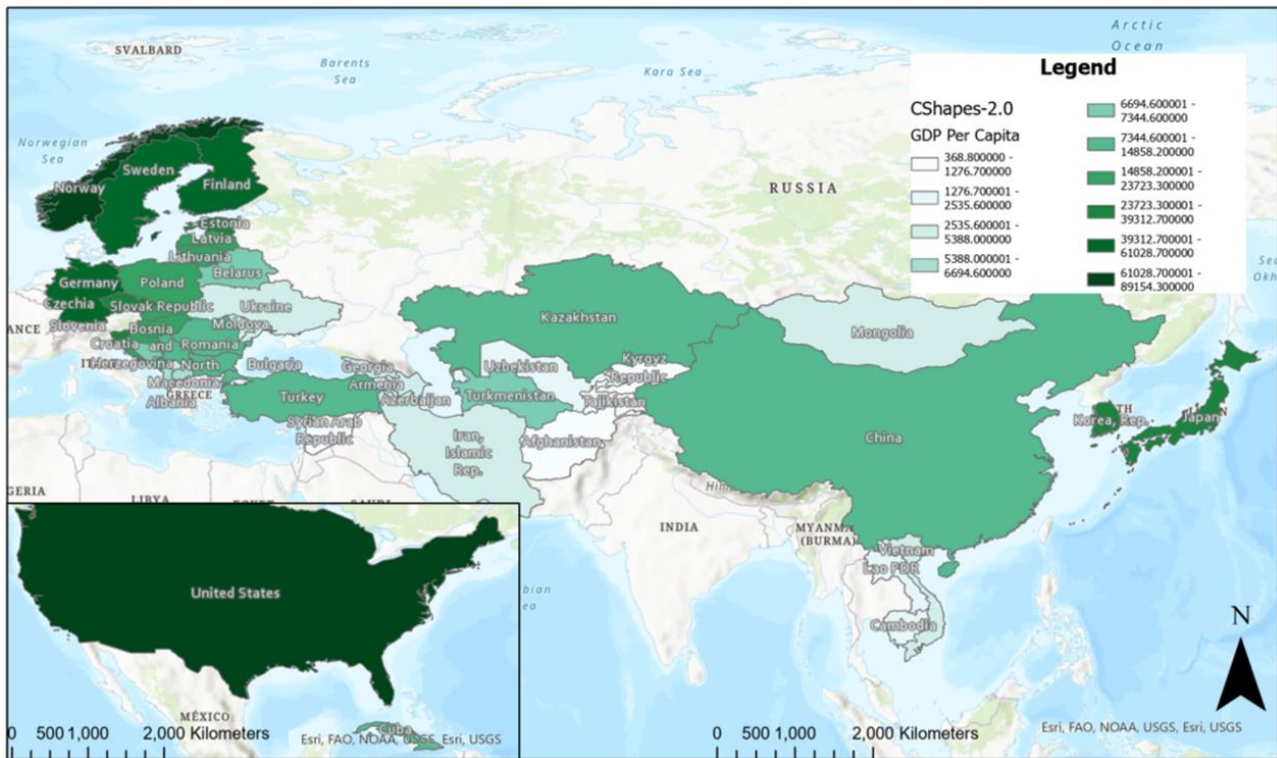 Arctic
Ocean
SVALBARD
Barents
Sea
Kara Sea
Norwegian
Sea
RUSSIA
Legend
CShapes-2.0
GDP Per Capita
368.800000 -
1276.700000
1276.700001 -
2535.600000
2535.600001 -
5388.000000
5388.000001 -
6694.600000
6694.600001 -
7344.600000
7344.600001 -
14858.200000
14858.200001 -
23723.300000
23723.300001 -
39312.700000
39312.700001 -
61028.700000
61028.700001 -
89154.300000
Sweden
Norway
Finland
Estonia
Latvia
Lithuania
Belarus
Germany
Poland
Czechia
Slovak Republic
Ukraine
Slovenia
Moldova
Bosnia
Croatia
and
Romania
Herzegovina
North
Bulgaria
Macedonia
Albania
GREECE
Turkey
Georgia
Armenia
Azerbaijan
Syrian Arab
Republic
Iran,
Islamic
Rep.
Kazakhstan
Uzbekistan
Kyrgyz
Republic
Turkmenistan
Tajikistan
Afghanistan
Mongolia
China
Korea, Rep.
Japan
INDIA
MYANMA
(BURMA)
Vietnam
Lao PDR
Cambodia
GERIA
LIBYA
United States
MÉXICO
Cuba
0 500 1,000 2,000 Kilometers
Esri, FAO, NOAA, USGS, Esri, USGS
N
Esri, FAO, NOAA, USGS, Esri, USGS
0 500 1,000 2,000 Kilometers